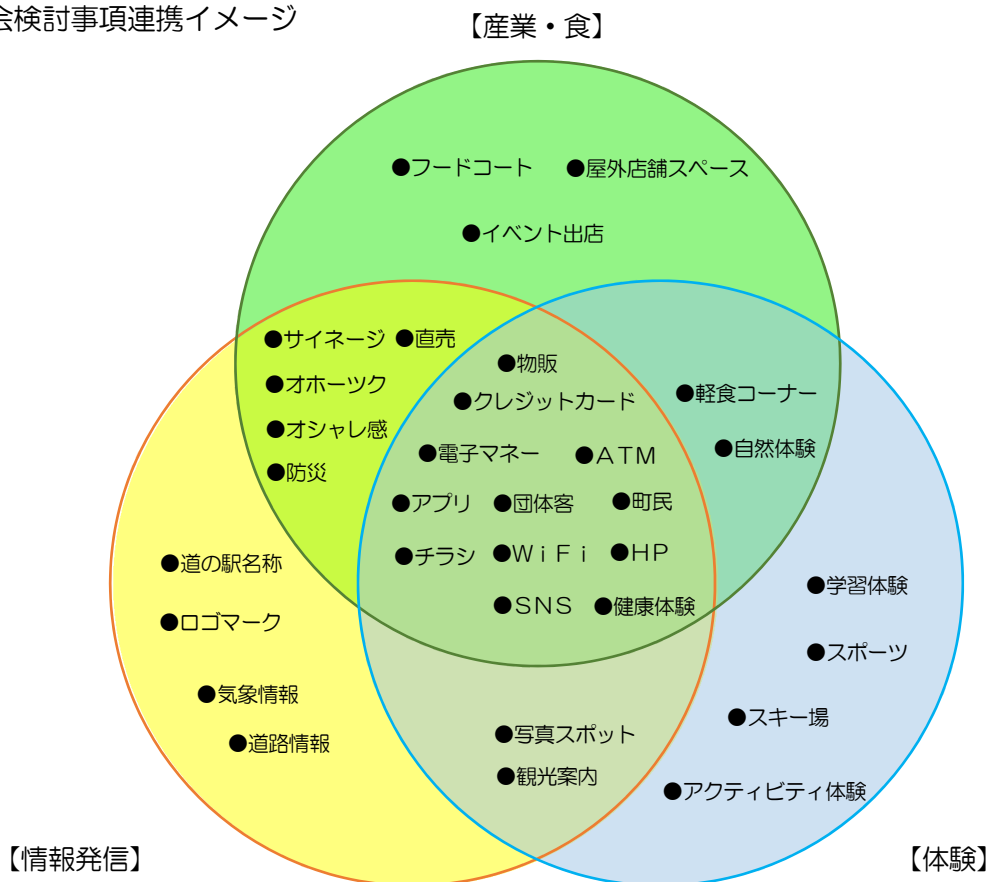 会検討事項連携イメージ
【産業・食】
●フードコート ●屋外店舗スペース
●イベント出店
●サイネージ ●直売
●物販
●オホーツク
●軽食コーナー
●クレジットカード
●オシャレ感
●自然体験
●電子マネー ●ATM
●防災
●アプリ ●団体客 ●町民
●チラシ ●WiFi ●HP
●道の駅名称
●学習体験
●SNS ●健康体験
●ロゴマーク
●スポーツ
●気象情報
●スキー場
●写真スポット
●道路情報
●観光案内
●アクティビティ体験
【情報発信】 【体験】